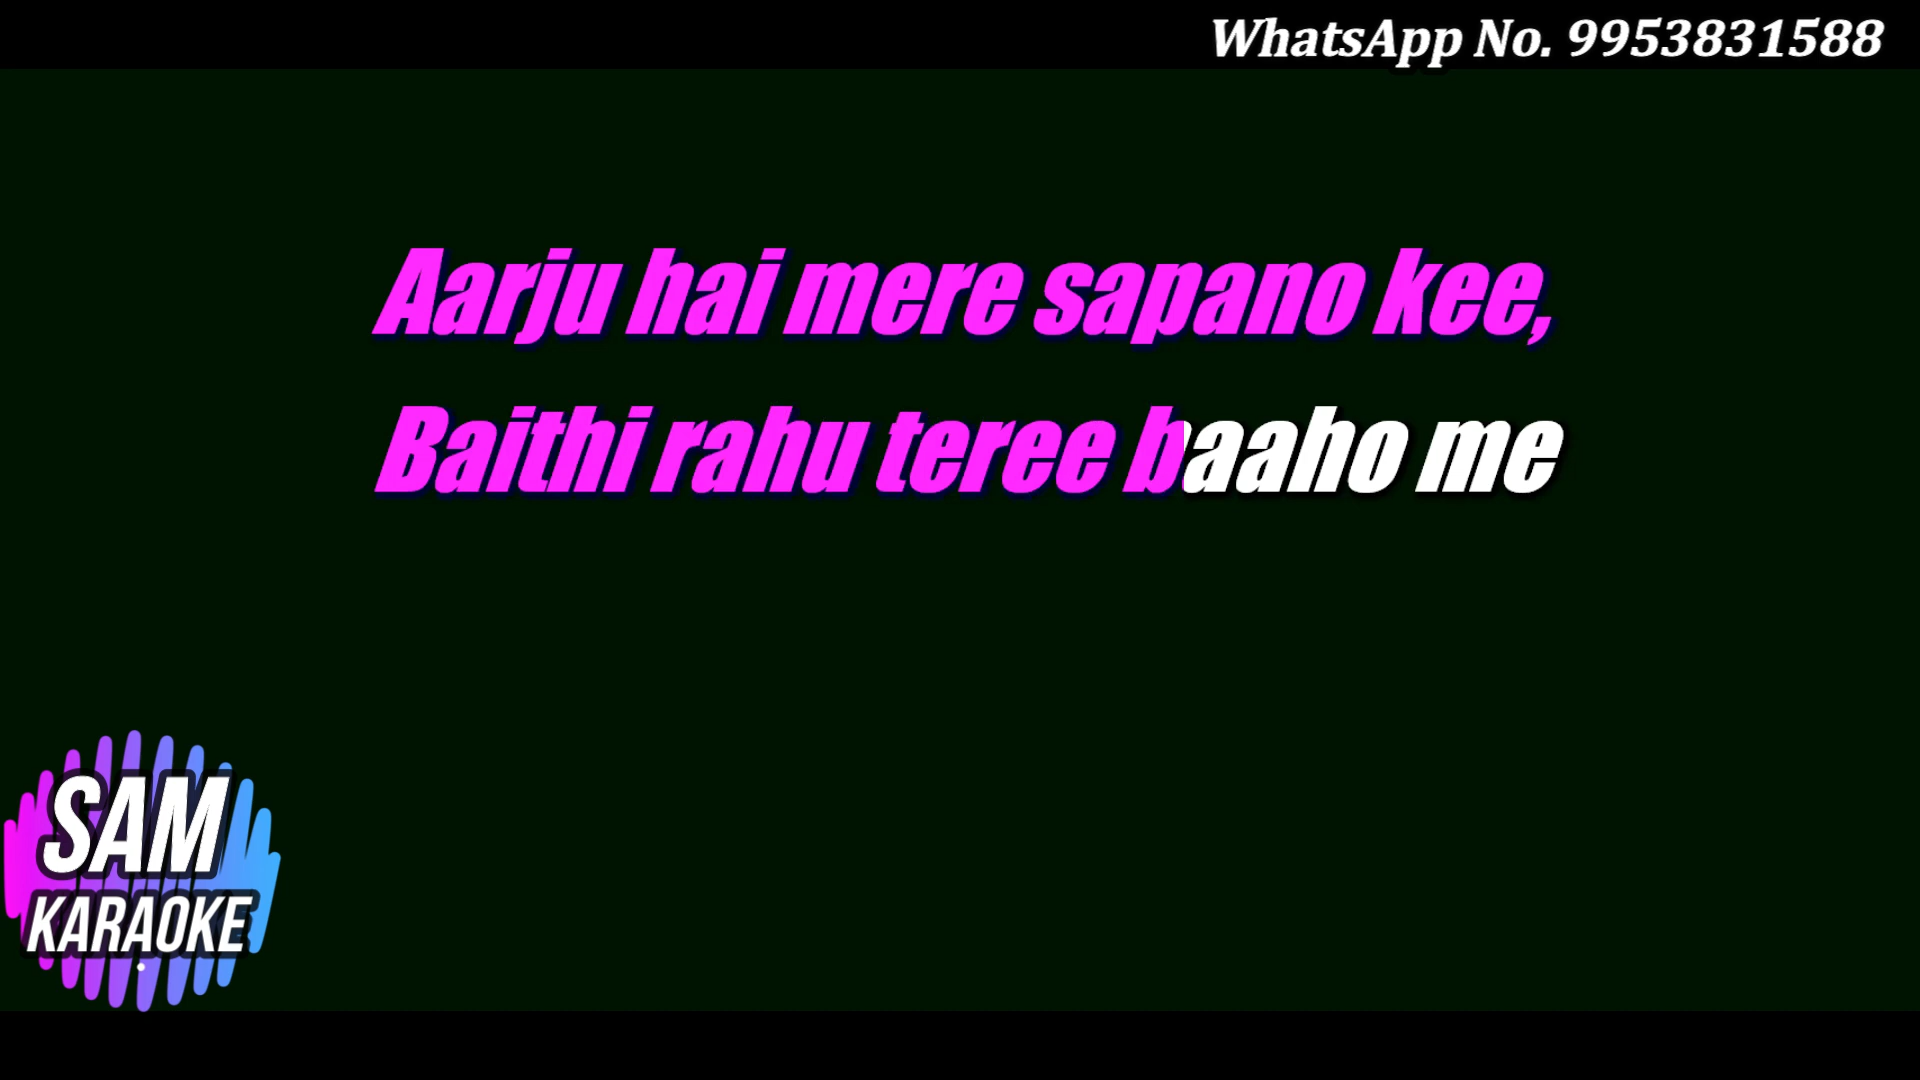 WhatsApp No. 9953831588
Aarju hai mere sapano kee,
Baithi rahu teree baaho me
SAM
KARAOKE